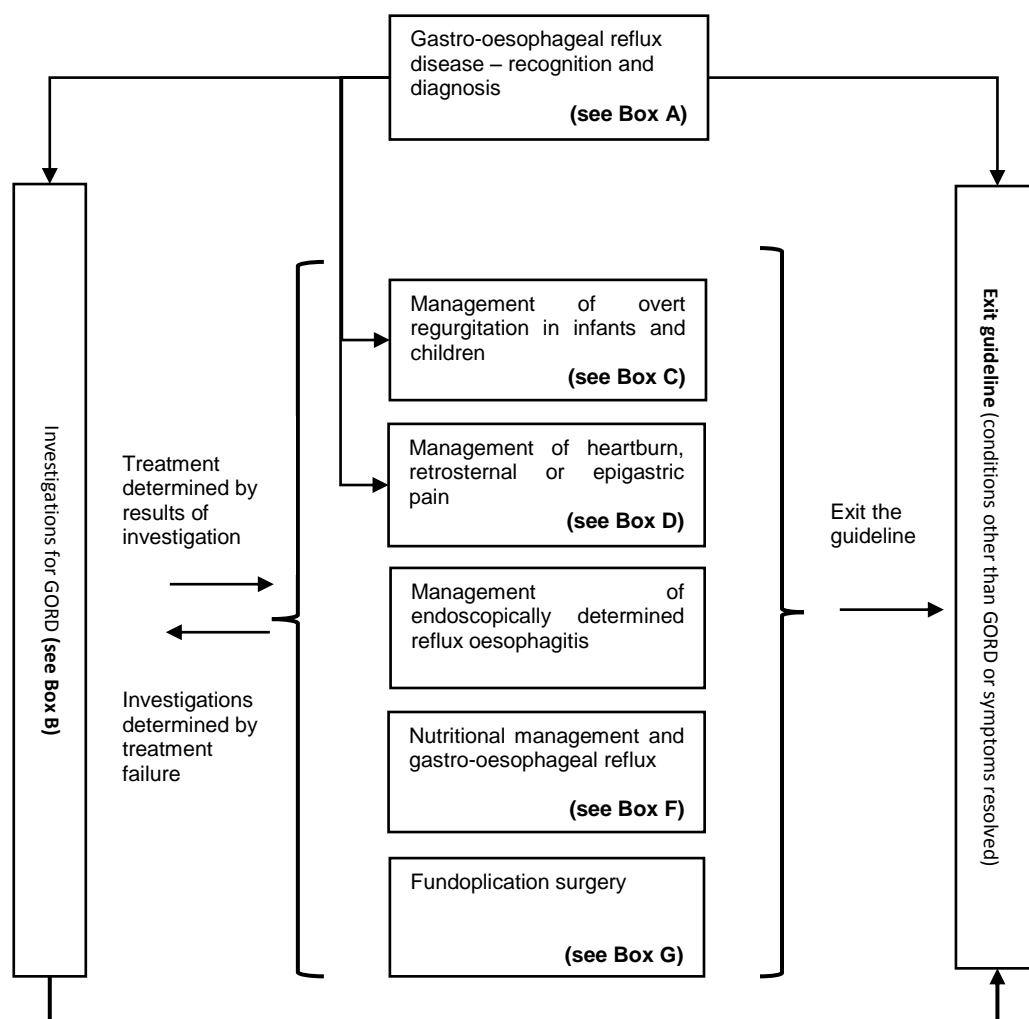 Gastro-oesophageal reflux
disease – recognition and
diagnosis
(see Box A)
Investigations for GORD (see Box B)
Treatment
determined by
results of
investigation
Investigations
determined by
treatment
failure
Management of overt
regurgitation in infants and
children
(see Box C)
Management of heartburn,
retrosternal or epigastric
pain
(see Box D)
Management of
endoscopically determined
reflux oesophagitis
Nutritional management and
gastro-oesophageal reflux
(see Box F)
Fundoplication surgery
(see Box G)
Exit the
guideline
Exit guideline (conditions other than GORD or symptoms resolved)